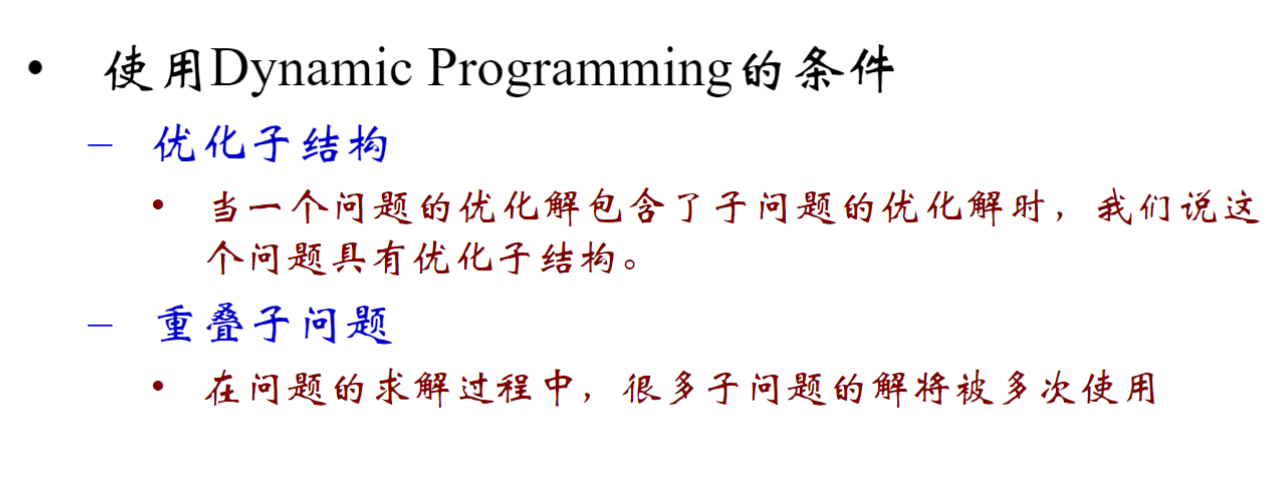 • 使用Dynamic Programming的条件
– 优化子结构
• 当一个问题的优化解包含了子问题的优化解时，我们说这
个问题具有优化子结构。
– 重叠子问题
• 在问题的求解过程中，很多子问题的解将被多次使用